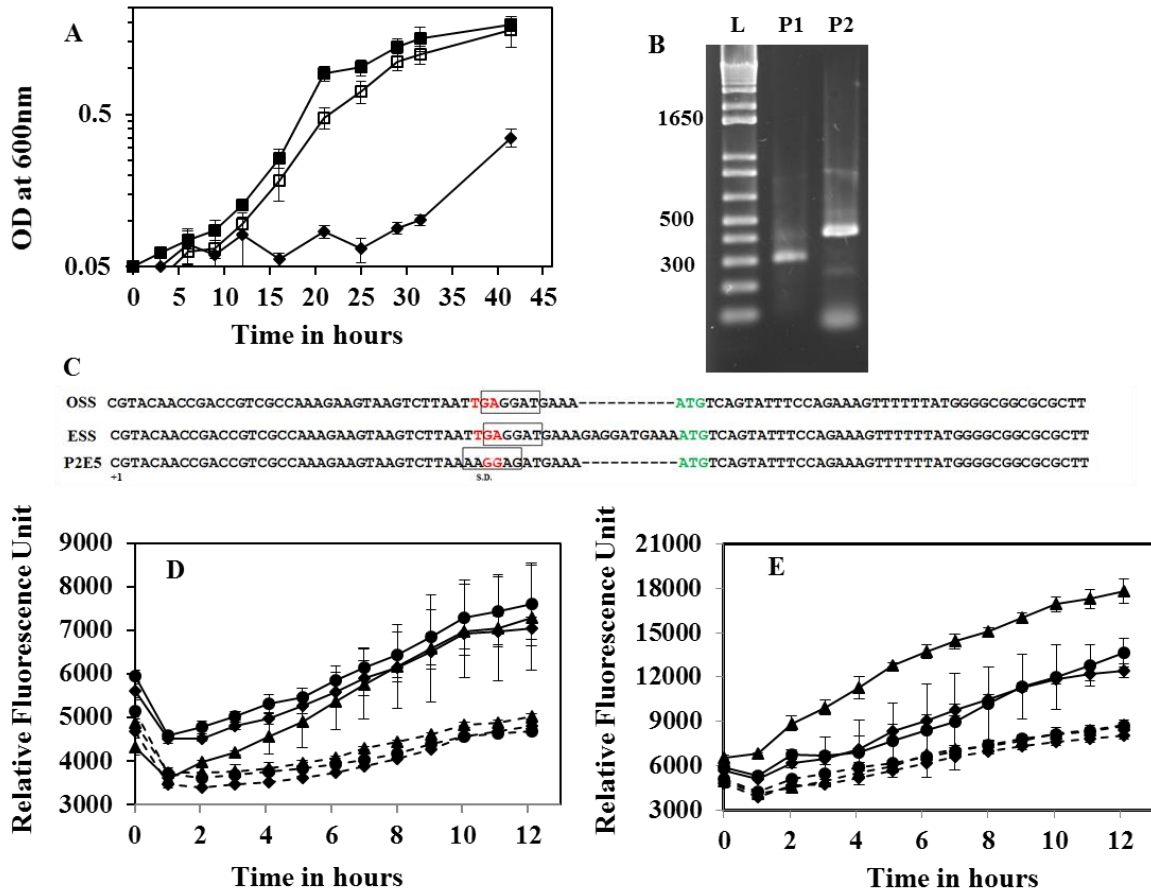 A
OD at 600nm
0.5
0.05
0 5 10 15 20 25 30 35 40 45
Time in hours
B
L P1 P2
1650
500
300
C
OSS CGTACAACCGACCGTCGCCAAAGAAGTAAGTCTTAATTGAGGATGAAA-----------ATGTCAGTATTTCCAGAAAGTTTTTTATGGGGCGGCGCGCTT
ESS CGTACAACCGACCGTCGCCAAAGAAGTAAGTCTTAATTGAGGATGAAAGAGGATGAAAATGTCAGTATTTCCAGAAAGTTTTTTATGGGGCGGCGCGCTT
P2E5 CGTACAACCGACCGTCGCCAAAGAAGTAAGTCTTAAAAGGAGATGAAA-----------ATGTCAGTATTTCCAGAAAGTTTTTTATGGGGCGGCGCGCTT
+1 S.D.
D
Relative Fluorescence Unit
9000
8000
7000
6000
5000
4000
3000
0 2 4 6 8 10 12
Time in hours
E
Relative Fluorescence Unit
21000
18000
15000
12000
9000
6000
3000
0 2 4 6 8 10 12
Time in hours